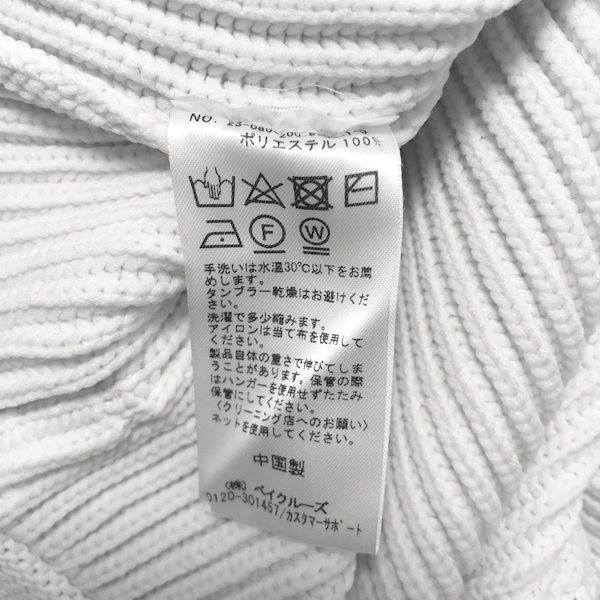 NO. 23-080-200-
ポリエステル 100%
F
W
手洗いは水温30℃以下をお薦
めします。
タンブラー乾燥はお避けくだ
さい。
洗濯で多少縮みます。
アイロンは当て布を使用して
ください。
製品自体の重さで伸びてしま
うことがあります。保管の際
はハンガーを使用せずたたみ
保管にしてください。
〈クリーニング店へのお願い〉
ネットを使用してください。
中国製
(株) ベイクルーズ
0120-301457/カスタマーサポート